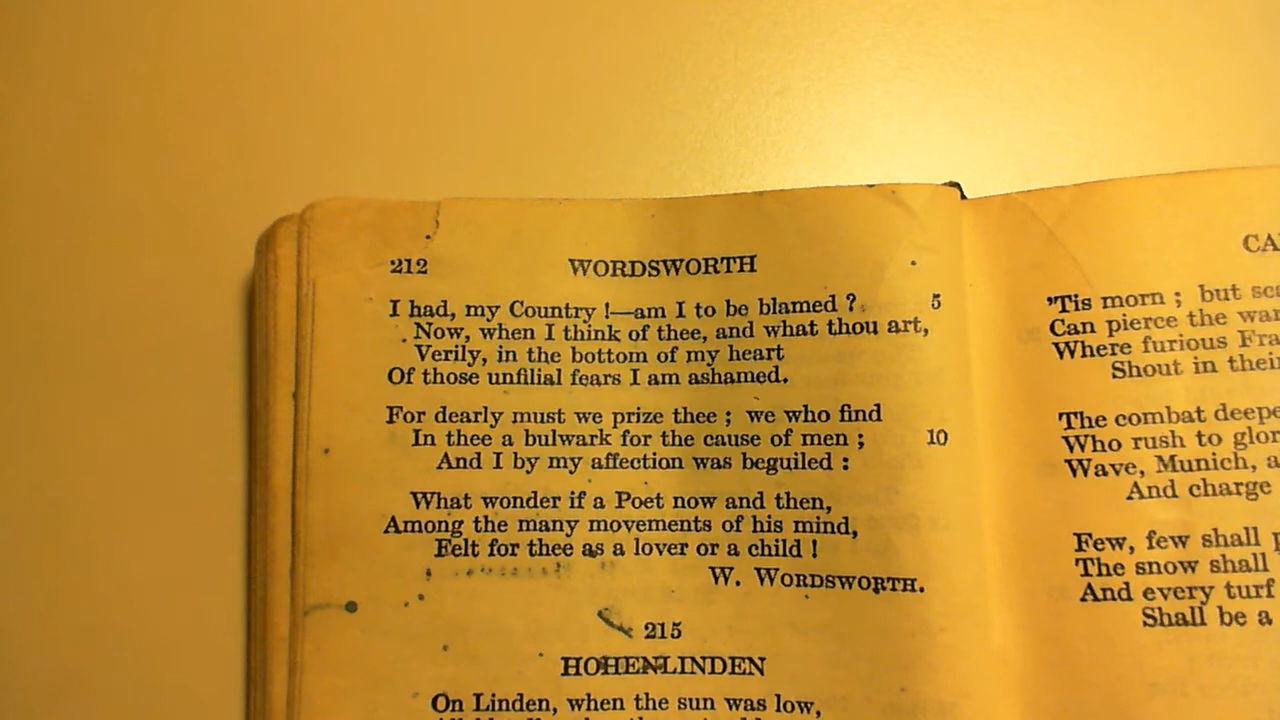 212 WORDSWORTH
I had, my Country !—am I to be blamed ? 5
Now, when I think of thee, and what thou art,
Verily, in the bottom of my heart
Of those unfilial fears I am ashamed.
For dearly must we prize thee ; we who find
In thee a bulwark for the cause of men ; 10
And I by my affection was beguiled :
What wonder if a Poet now and then,
Among the many movements of his mind,
Felt for thee as a lover or a child !
W. WORDSWORTH.
215
HOHENLINDEN
On Linden, when the sun was low,
'Tis morn ; but
Can pierce the
Where furious
Shout in their
The combat
Who rush to
Wave, Munich,
And charge
Few, few shall
The snow shall
And every turf
Shall be a